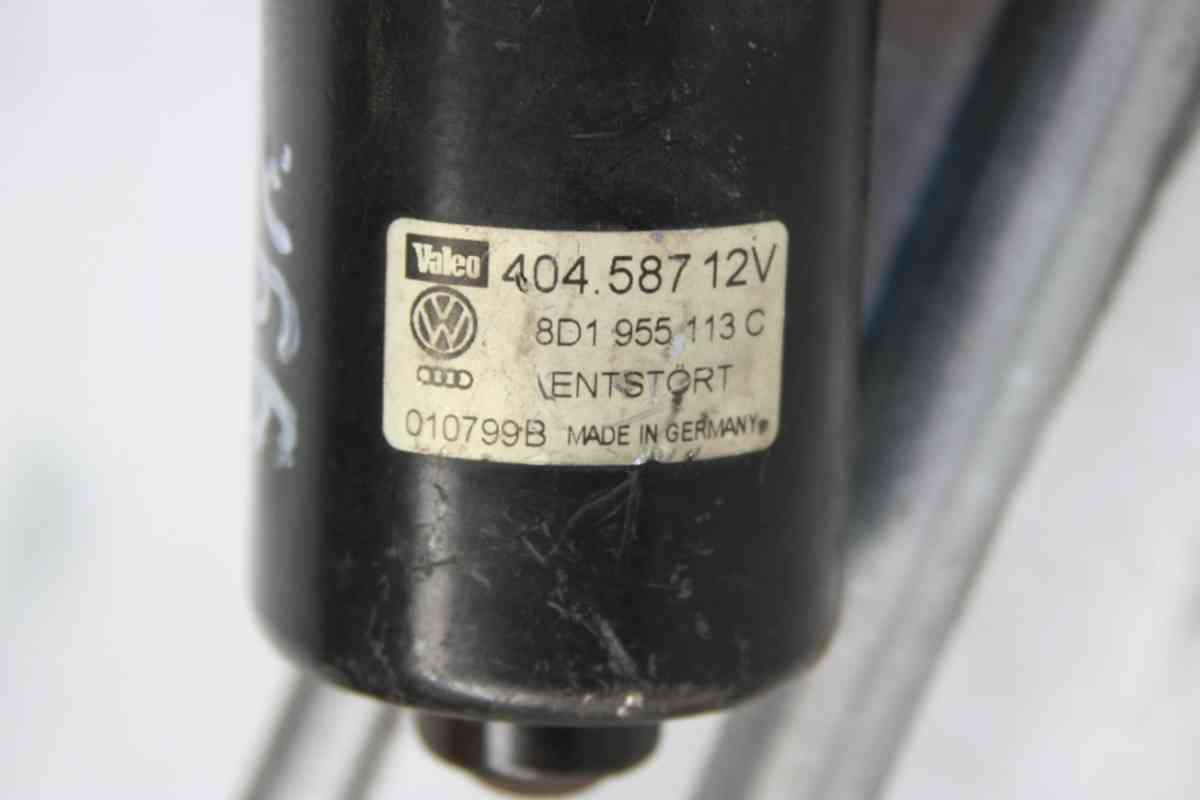 Valeo 404.587 12V
8D1 955 113 C
ENTSTÖRT
010799B MADE IN GERMANY